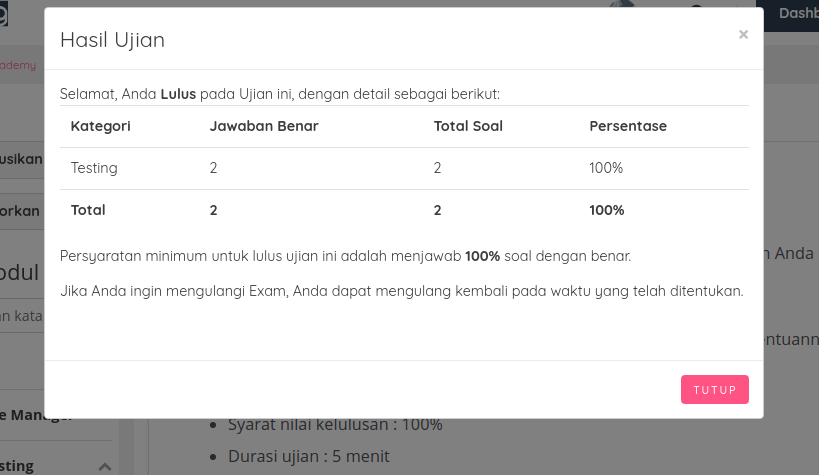 Dashb
Hasil Ujian
×
ademy
Selamat, Anda Lulus pada Ujian ini, dengan detail sebagai berikut:
Kategori Jawaban Benar Total Soal Persentase
usikan
Testing 2 2 100%
orkan
Total 2 2 100%
Persyaratan minimum untuk lulus ujian ini adalah menjawab 100% soal dengan benar.
n Anda
odul
Jika Anda ingin mengulangi Exam, Anda dapat mengulang kembali pada waktu yang telah ditentukan.
n kata
entuann
TUTUP
e Manager
• Syarat nilai kelulusan : 100%
• Durasi ujian : 5 menit
sting